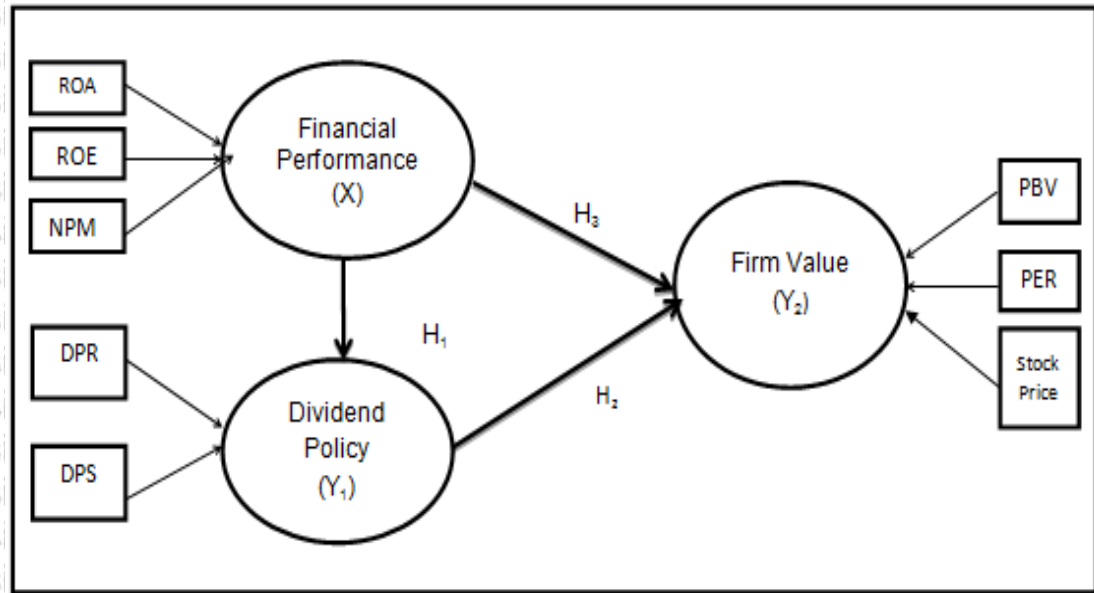 ROA
ROE
NPM
Financial
Performance
(X)
H₃
PBV
PER
Stock
Price
Firm Value
(Y₂)
H₁
DPR
DPS
Dividend
Policy
(Y₁)
H₂